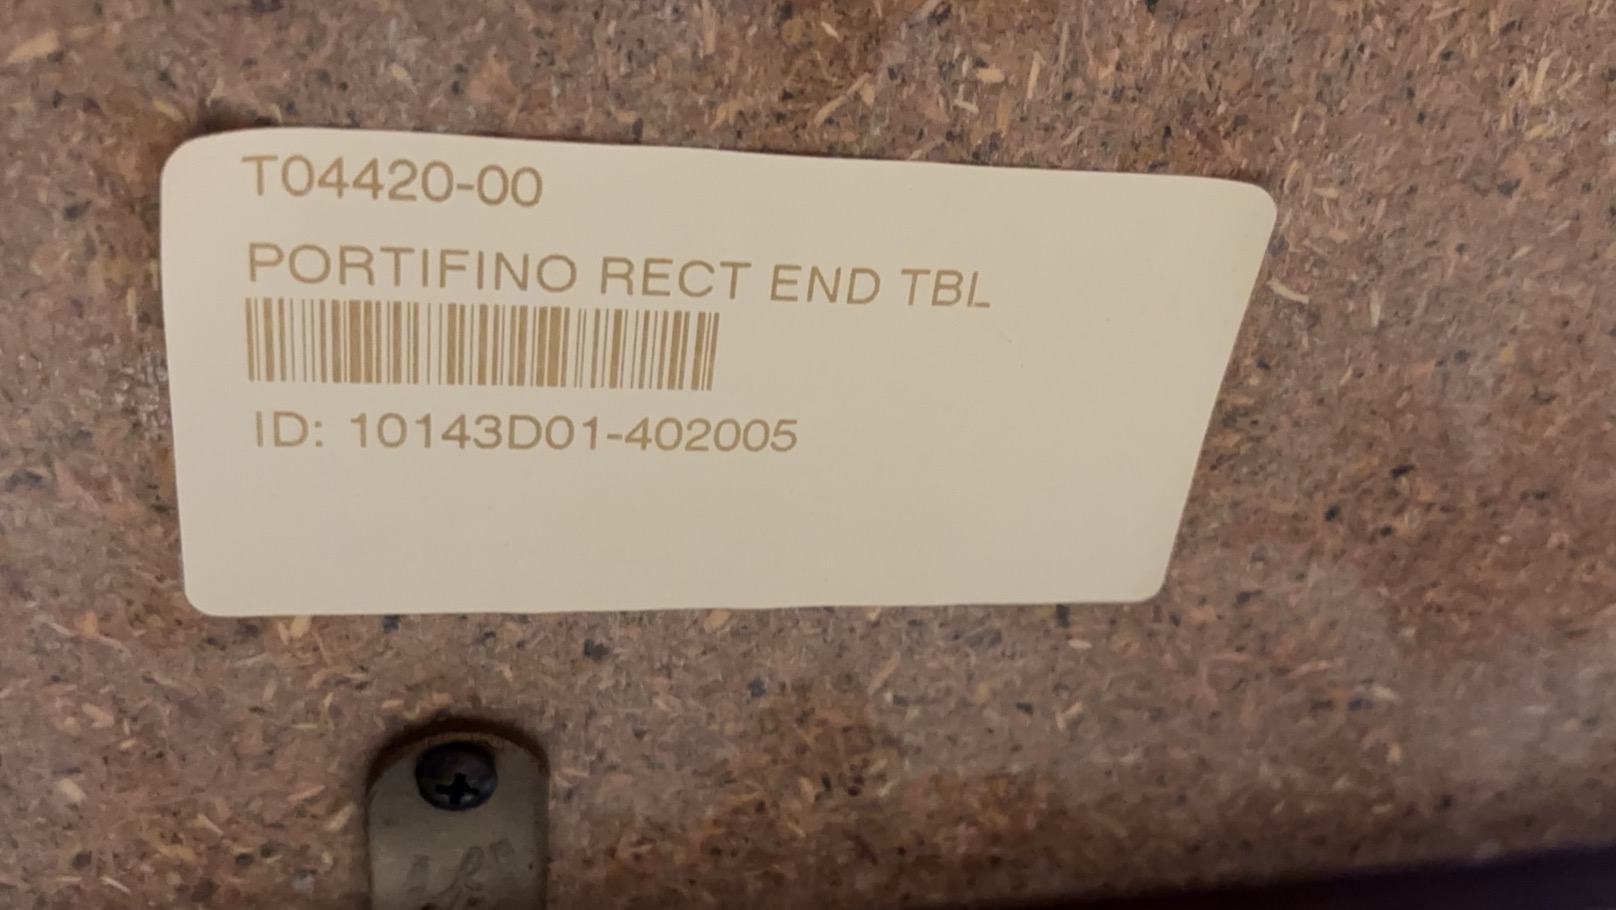 T04420-00
PORTIFINO RECT END TBL
ID: 10143D01-402005